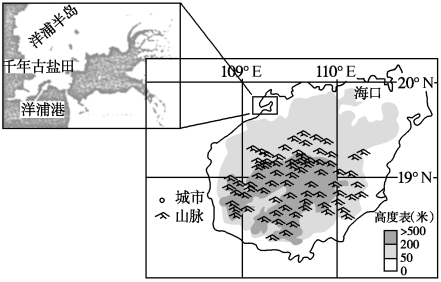 洋浦半岛
千年古盐田
洋浦港
109°E
110°E
20°N
海口
19°N
城市
山脉
高度表(米)
>500
200
50
0